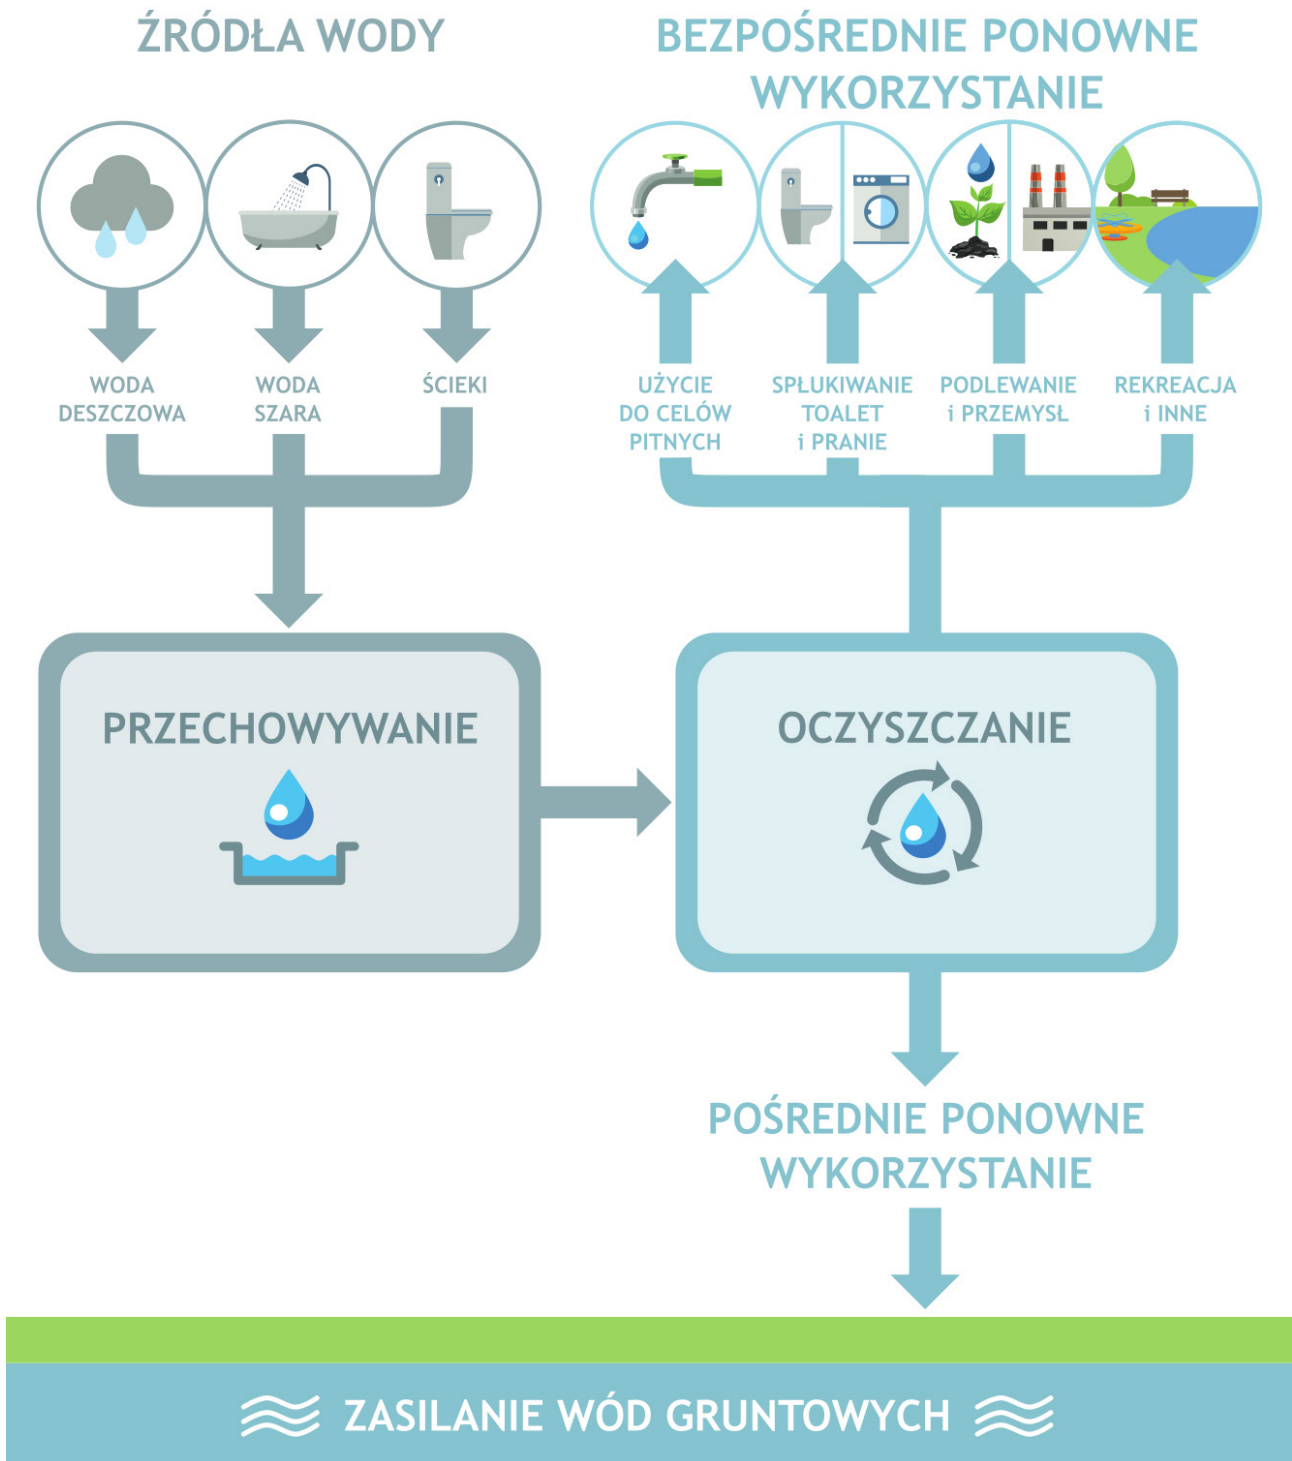 ŹRÓDŁA WODY
BEZPOŚREDNIE PONOWNE
WYKORZYSTANIE
WODA
DESZCZOWA
WODA
SZARA
ŚCIEKI
UŻYCIE
DO CELÓW
PITNYCH
SPŁUKIWANIE
TOALET
i PRANIE
PODLEWANIE
i PRZEMYSŁ
REKREACJA
i INNE
PRZECHOWYWANIE
OCZYSZCZANIE
POŚREDNIE PONOWNE
WYKORZYSTANIE
ZASILANIE WÓD GRUNTOWYCH